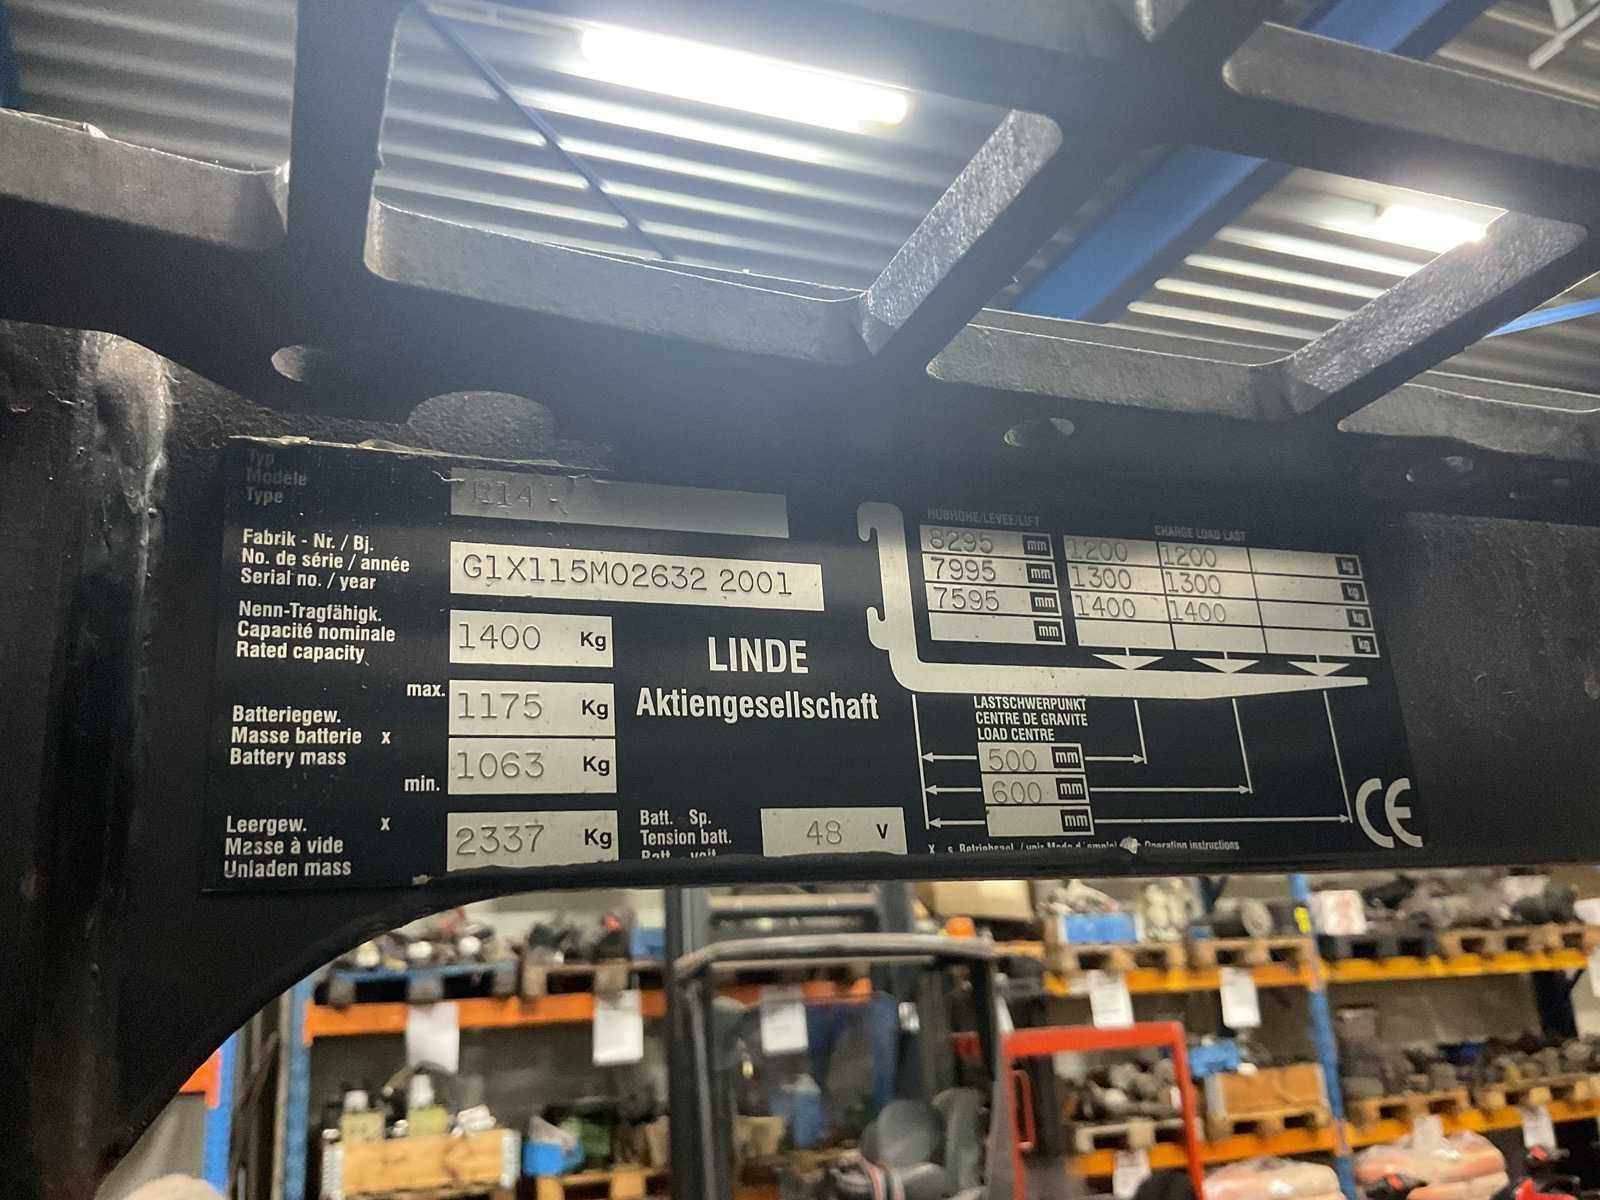 Typ
Modèle
Type
Fabrik - Nr. / Bj.
No. de série / année
Serial no. / year
G1X115M02632 2001
Nenn-Tragfähigk.
Capacité nominale
Rated capacity
1400 Kg
max.
1175 Kg
Batteriegew.
Masse batterie x
Battery mass
1063 Kg
min.
Leergew. x
Masse à vide
Unladen mass
2337 Kg
LINDE
Aktiengesellschaft
Batt. - Sp.
Tension batt.
48 V
HUBHÖHE/LEVEE/LIFT
CHARGE LOAD LAST
8295 mm 1200 1200 kg
7995 mm 1300 1300 kg
7595 mm 1400 1400 kg
mm kg
LASTSCHWERPUNKT
CENTRE DE GRAVITE
LOAD CENTRE
500 mm
600 mm
mm
CE
Operating instructions